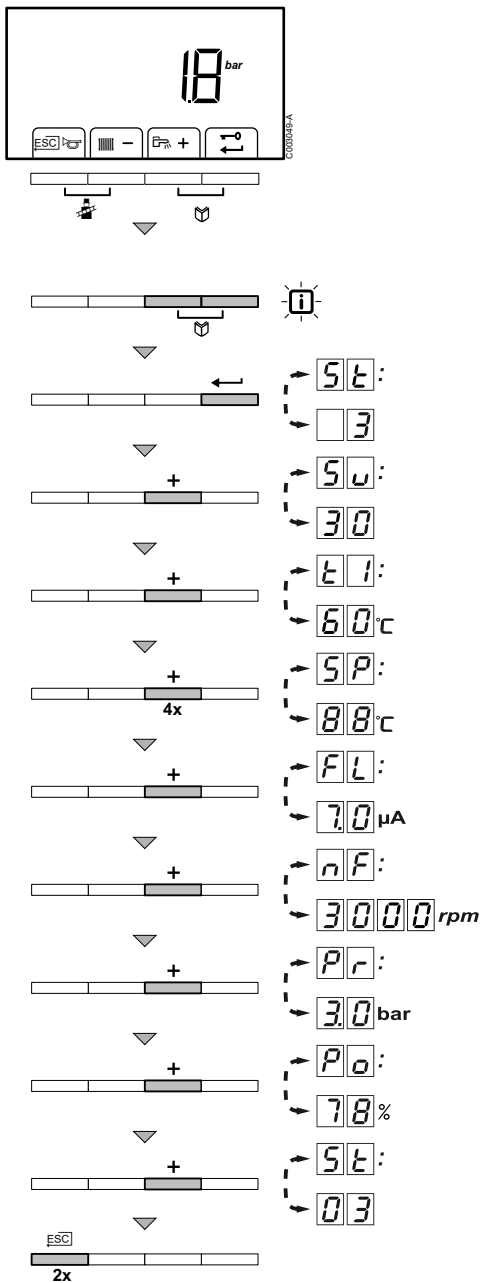 1.8 bar
ESC - +
C003049-A
St:
3
+
Su:
30
+
t1:
60 °C
+
4x
SP:
88 °C
+
FL:
7.0 µA
+
nF:
3000 rpm
+
Pr:
3.0 bar
+
Po:
78 %
+
St:
03
ESC
2x
i